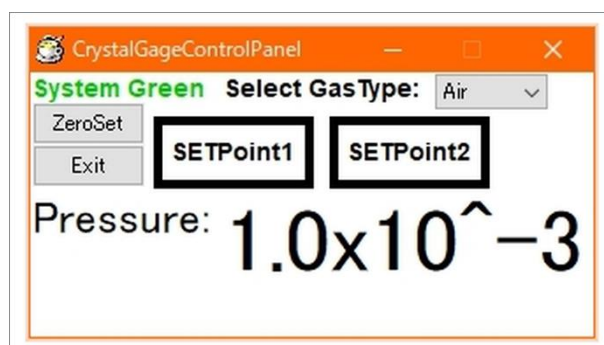 CrystalGageControlPanel
System Green Select GasType: Air
ZeroSet
SETPoint1 SETPoint2
Exit
Pressure: 1.0x10^-3